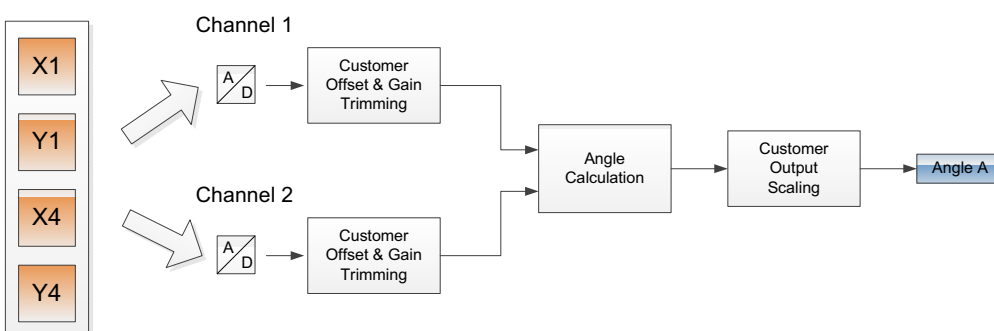 X1
Y1
X4
Y4
Channel 1
A
D
Customer
Offset & Gain
Trimming
Channel 2
A
D
Customer
Offset & Gain
Trimming
Angle
Calculation
Customer
Output
Scaling
Angle A